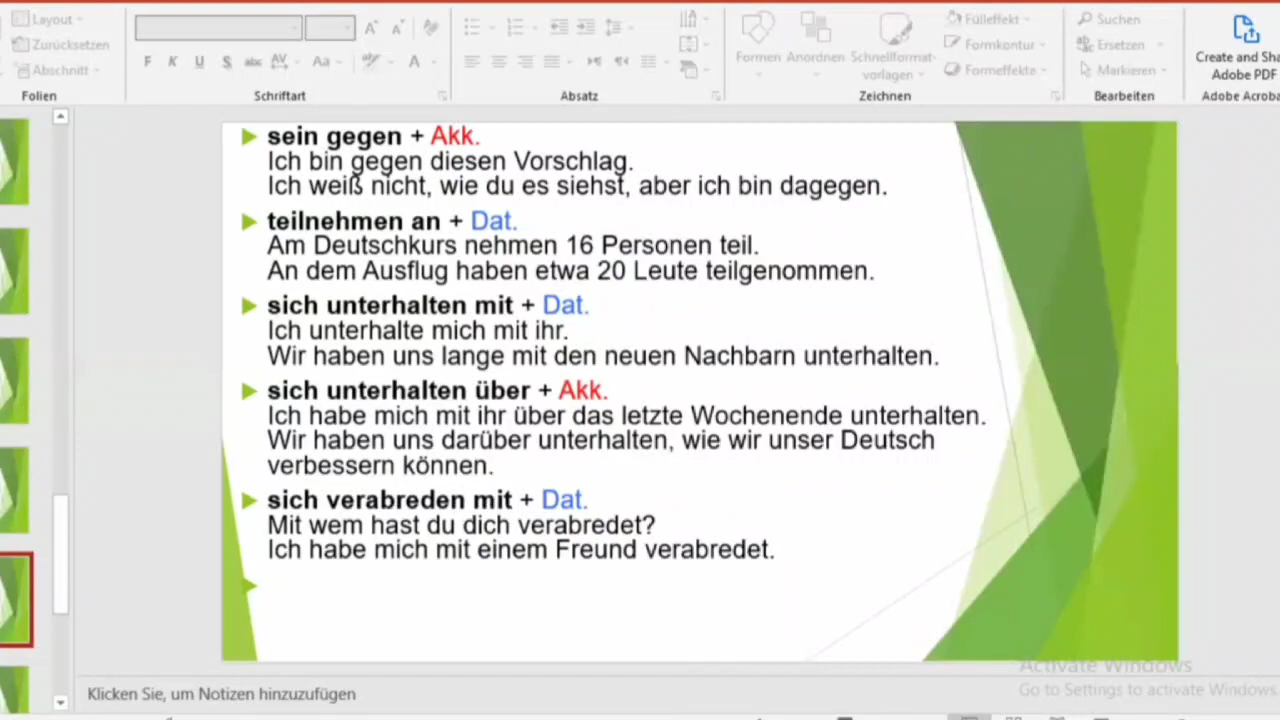 Layout
Zurücksetzen
Abschnitt
Folien
F K U S abc AV Aa A
Schriftart
Absatz
Formen Anordnen Schnellformat-
vorlagen
Fülleffekt
Formkontur
Formeffekte
Zeichnen
Suchen
Ersetzen
Markieren
Bearbeiten
Create and Sha
Adobe PDF
Adobe Acroba
sein gegen + Akk.
Ich bin gegen diesen Vorschlag.
Ich weiß nicht, wie du es siehst, aber ich bin dagegen.
teilnehmen an + Dat.
Am Deutschkurs nehmen 16 Personen teil.
An dem Ausflug haben etwa 20 Leute teilgenommen.
sich unterhalten mit + Dat.
Ich unterhalte mich mit ihr.
Wir haben uns lange mit den neuen Nachbarn unterhalten.
sich unterhalten über + Akk.
Ich habe mich mit ihr über das letzte Wochenende unterhalten.
Wir haben uns darüber unterhalten, wie wir unser Deutsch
verbessern können.
sich verabreden mit + Dat.
Mit wem hast du dich verabredet?
Ich habe mich mit einem Freund verabredet.
Activate Windows
Go to Settings to activate Windows.
Klicken Sie, um Notizen hinzuzufügen